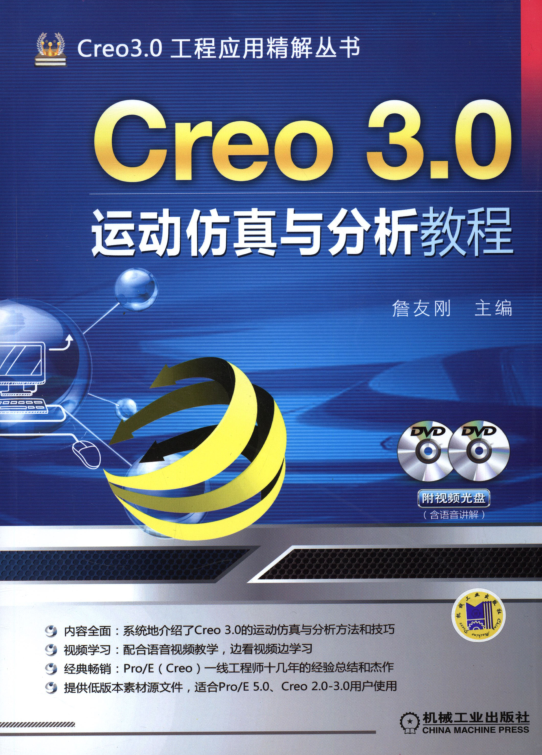 Creo3.0 工程应用精解丛书
Creo 3.0
运动仿真与分析教程
詹友刚 主编
DVD DVD
附视频光盘
(含语音讲解)
内容全面：系统地介绍了Creo 3.0的运动仿真与分析方法和技巧
视频学习：配合语音视频教学，边看视频边学习
经典畅销：Pro/E（Creo）一线工程师十几年的经验总结和杰作
提供低版本素材源文件，适合Pro/E 5.0、Creo 2.0-3.0用户使用
机械工业出版社
CHINA MACHINE PRESS